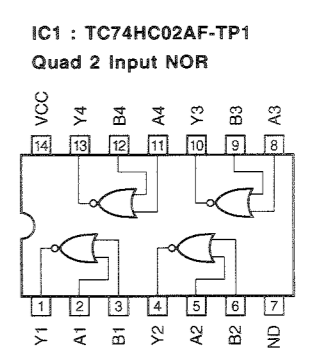 IC1 : TC74HC02AF-TP1
Quad 2 Input NOR
VCC Y4 B4 A4 Y3 B3 A3
14 13 12 11 10 9 8
1 2 3 4 5 6 7
Y1 A1 B1 Y2 A2 B2 ND